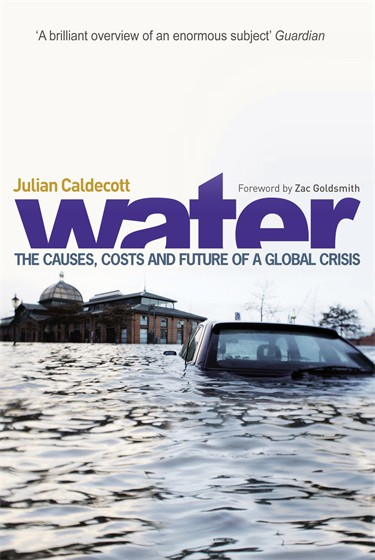 ‘A brilliant overview of an enormous subject’ Guardian
Julian Caldecott
Foreword by Zac Goldsmith
water
THE CAUSES, COSTS AND FUTURE OF A GLOBAL CRISIS